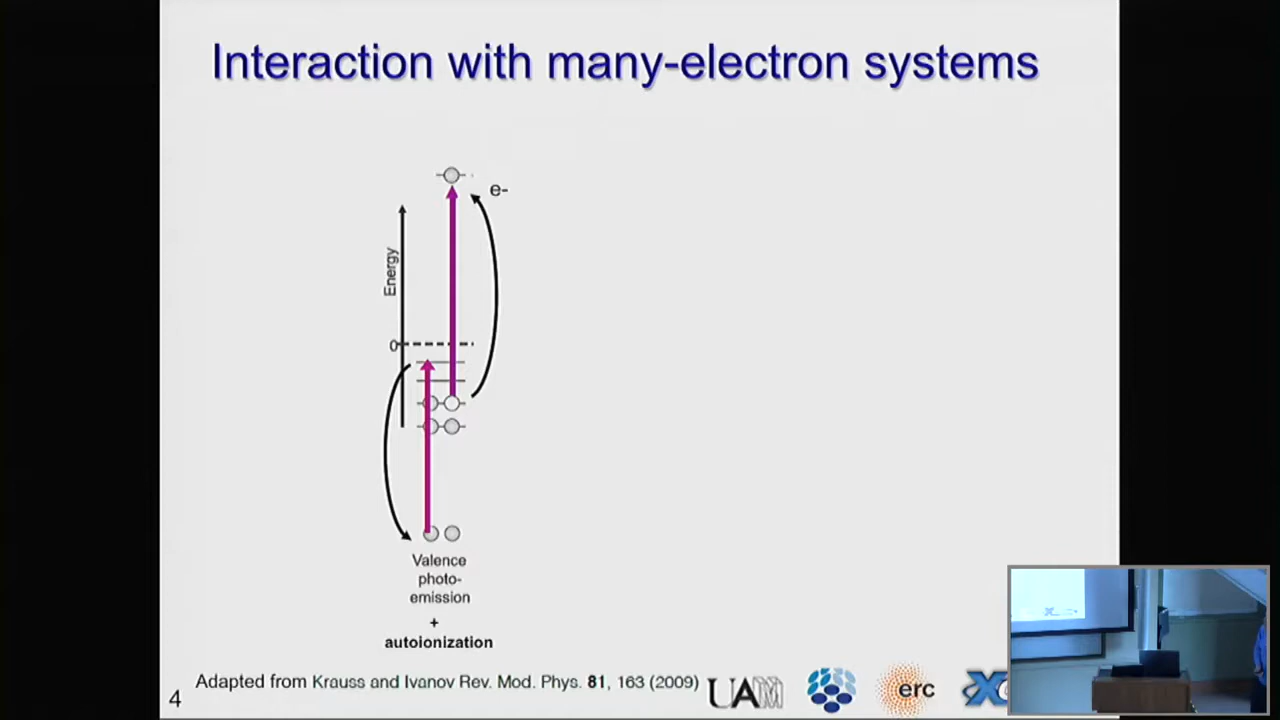 Interaction with many-electron systems
e-
Energy
0
Valence
photo-
emission
+
autoionization
Adapted from Krauss and Ivanov Rev. Mod. Phys. 81, 163 (2009)
UAM
erc
4